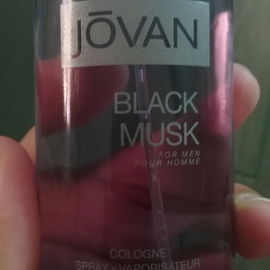 JŌVAN
BLACK
MUSK
FOR MEN
POUR HOMME
COLOGNE
SPRAY · VAPORISATEUR